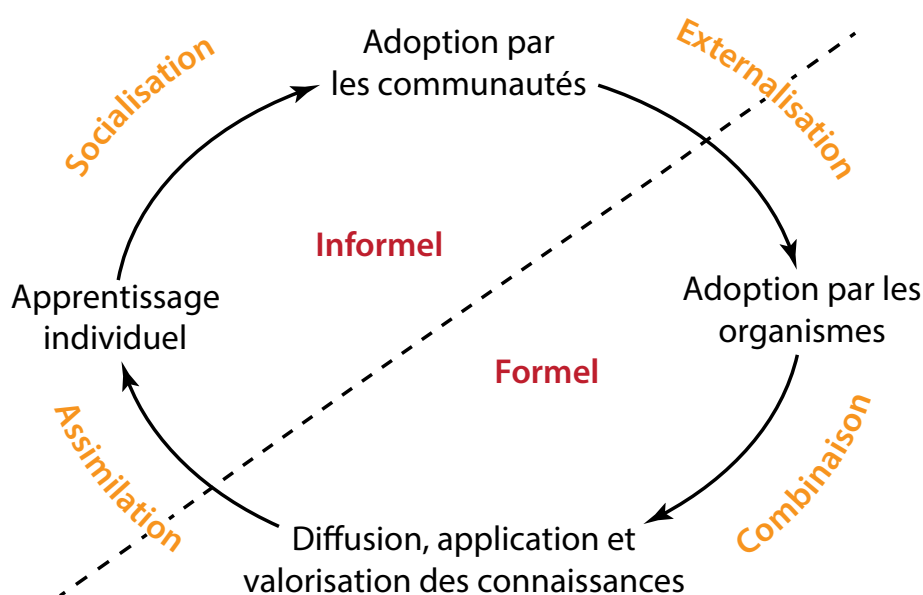 Adoption par
les communautés
Externalisation
Socialisation
Informel
Apprentissage
individuel
Adoption par les
organismes
Formel
Assimilation
Combinaison
Diffusion, application et
valorisation des connaissances